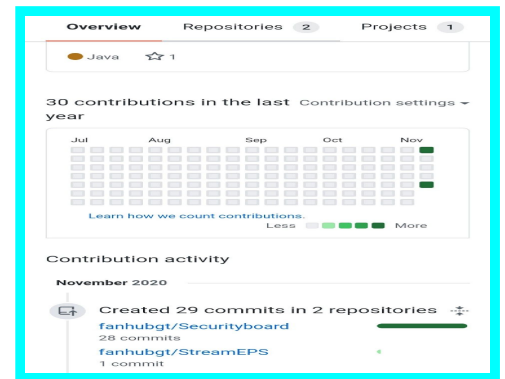 Overview Repositories 2 Projects 1
Java 1
30 contributions in the last Contribution settings
year
Jul Aug Sep Oct Nov
Learn how we count contributions.
Less More
Contribution activity
November 2020
Created 29 commits in 2 repositories
fanhubgt/Securityboard
28 commits
fanhubgt/StreamEPS
1 commit